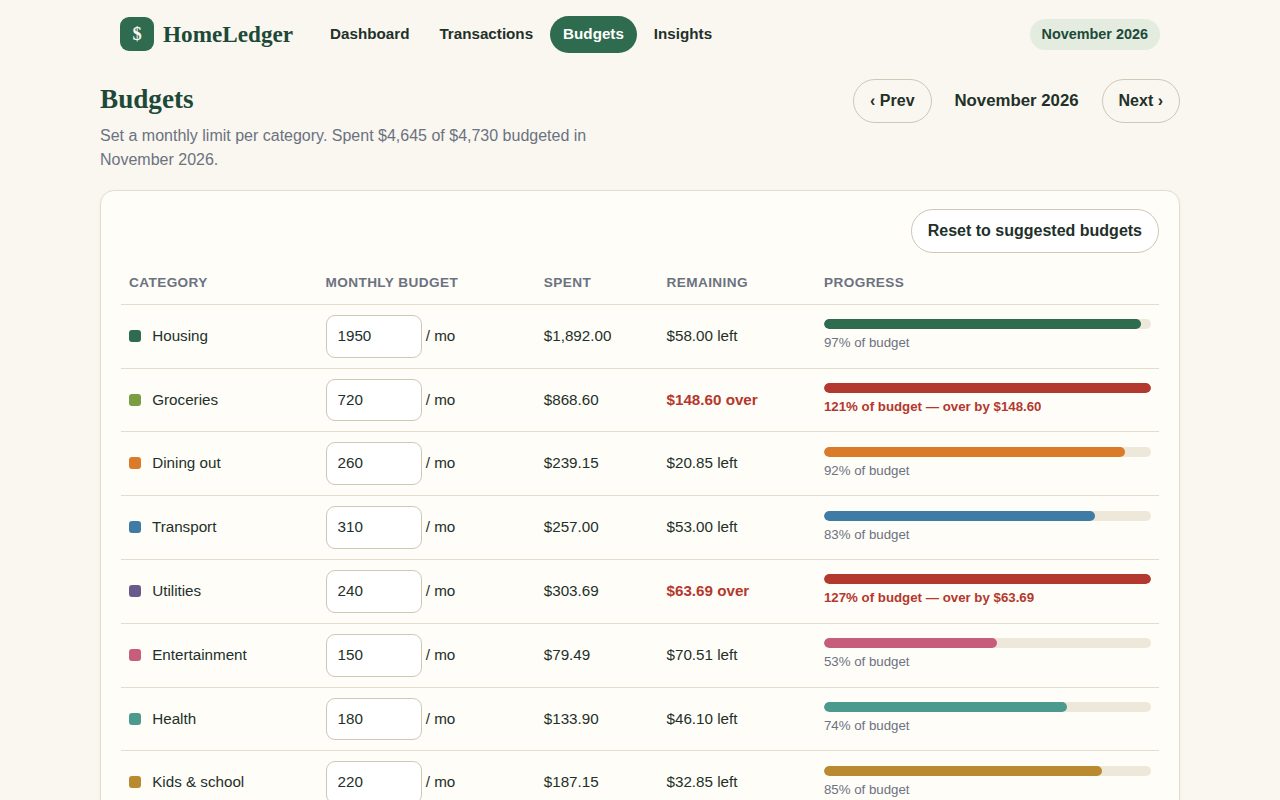 $ HomeLedger Dashboard Transactions Budgets Insights November 2026
Budgets ‹ Prev November 2026 Next ›
Set a monthly limit per category. Spent $4,645 of $4,730 budgeted in
November 2026.
Reset to suggested budgets
CATEGORY MONTHLY BUDGET SPENT REMAINING PROGRESS
Housing 1950 / mo $1,892.00 $58.00 left
97% of budget
Groceries 720 / mo $868.60 $148.60 over
121% of budget — over by $148.60
Dining out 260 / mo $239.15 $20.85 left
92% of budget
Transport 310 / mo $257.00 $53.00 left
83% of budget
Utilities 240 / mo $303.69 $63.69 over
127% of budget — over by $63.69
Entertainment 150 / mo $79.49 $70.51 left
53% of budget
Health 180 / mo $133.90 $46.10 left
74% of budget
Kids & school 220 / mo $187.15 $32.85 left
85% of budget